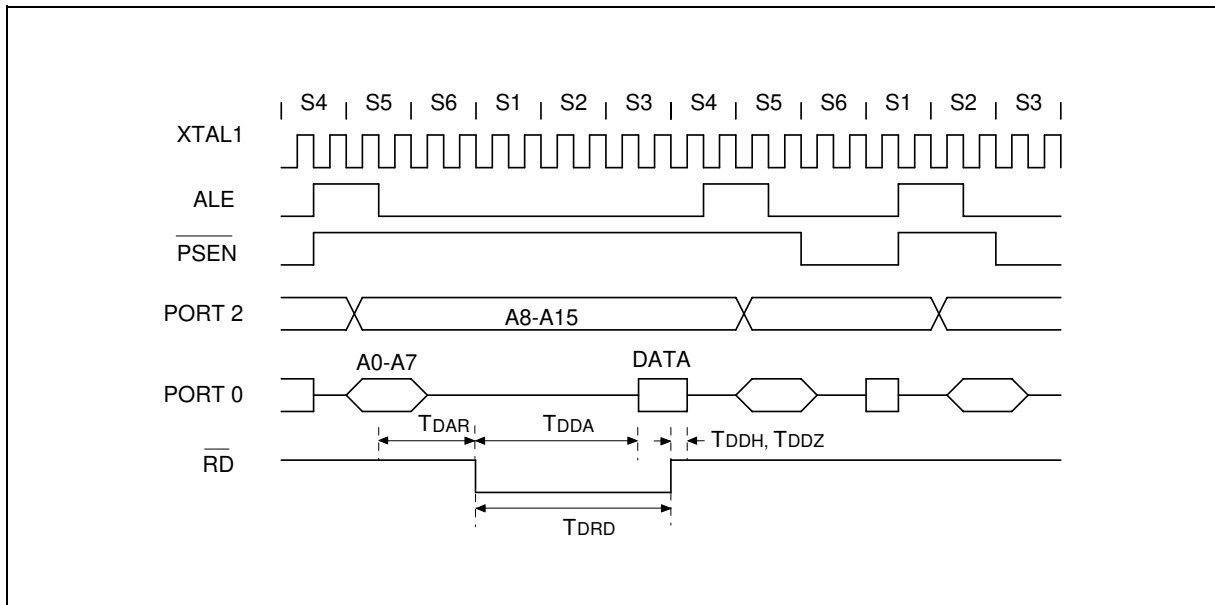 S4 S5 S6 S1 S2 S3 S4 S5 S6 S1 S2 S3
XTAL1
ALE
PSEN
PORT 2
A8-A15
A0-A7 DATA
PORT 0
TDAR TDDA TDDH, TDDZ
RD
TDRD